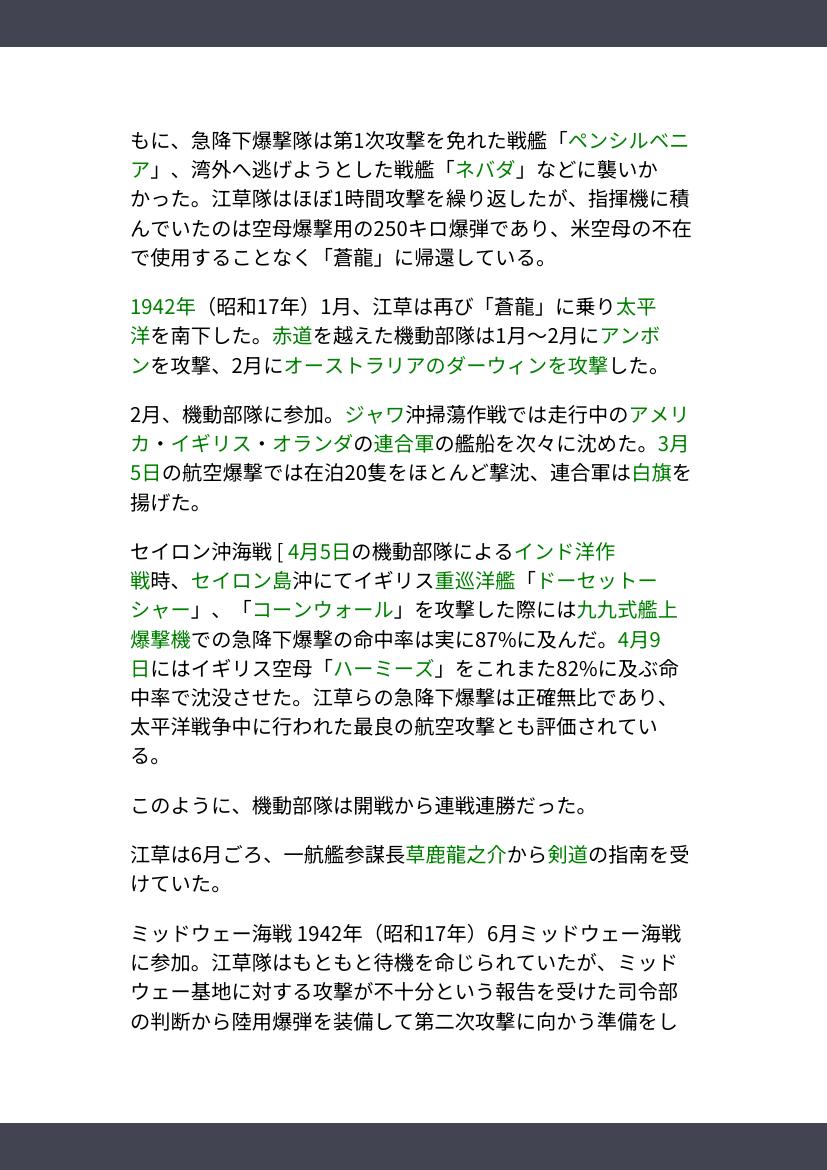 もに、急降下爆撃隊は第1次攻撃を免れた戦艦「ペンシルベニ
ア」、湾外へ逃げようとした戦艦「ネバダ」などに襲いか
かった。江草隊はほぼ1時間攻撃を繰り返したが、指揮機に積
んでいたのは空母爆撃用の250キロ爆弾であり、米空母の不在
で使用することなく「蒼龍」に帰還している。
1942年（昭和17年）1月、江草は再び「蒼龍」に乗り太平
洋を南下した。赤道を越えた機動部隊は1月〜2月にアンボ
ンを攻撃、2月にオーストラリアのダーウィンを攻撃した。
2月、機動部隊に参加。ジャワ沖掃蕩作戦では走行中のアメリ
カ・イギリス・オランダの連合軍の艦船を次々に沈めた。3月
5日の航空爆撃では在泊20隻をほとんど撃沈、連合軍は白旗を
揚げた。
セイロン沖海戦 [ 4月5日の機動部隊によるインド洋作
戦時、セイロン島沖にてイギリス重巡洋艦「ドーセットー
シャー」、「コーンウォール」を攻撃した際には九九式艦上
爆撃機での急降下爆撃の命中率は実に87%に及んだ。4月9
日にはイギリス空母「ハーミーズ」をこれまた82%に及ぶ命
中率で沈没させた。江草らの急降下爆撃は正確無比であり、
太平洋戦争中に行われた最良の航空攻撃とも評価されてい
る。
このように、機動部隊は開戦から連戦連勝だった。
江草は6月ごろ、一航艦参謀長草鹿龍之介から剣道の指南を受
けていた。
ミッドウェー海戦 1942年（昭和17年）6月ミッドウェー海戦
に参加。江草隊はもともと待機を命じられていたが、ミッド
ウェー基地に対する攻撃が不十分という報告を受けた司令部
の判断から陸用爆弾を装備して第二次攻撃に向かう準備をし